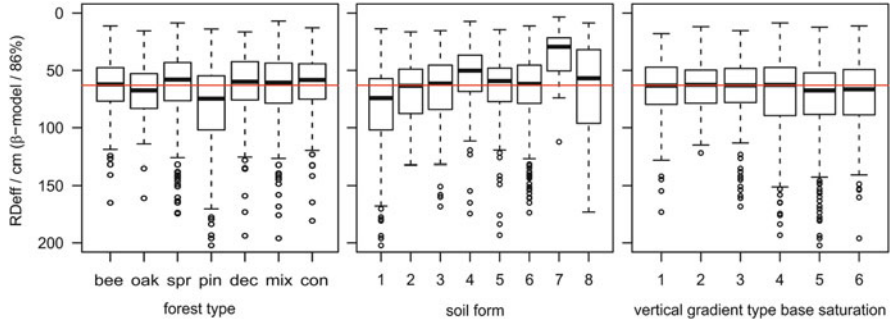 RDeff / cm (β-model / 86%)
0
50
100
150
200
bee oak spr pin dec mix con
forest type
1 2 3 4 5 6 7 8
soil form
1 2 3 4 5 6
vertical gradient type base saturation